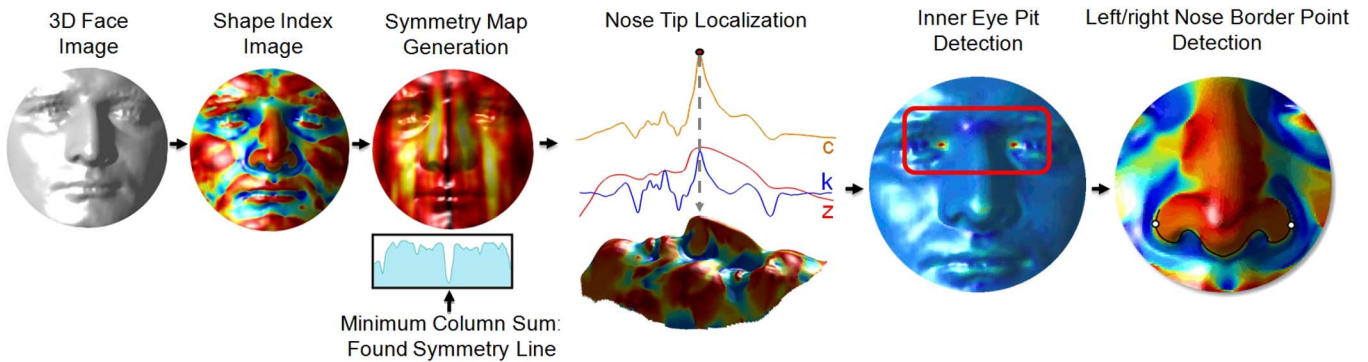 3D Face
Image
Shape Index
Image
Symmetry Map
Generation
Nose Tip Localization
Inner Eye Pit
Detection
Left/right Nose Border Point
Detection
c
k
z
Minimum Column Sum:
Found Symmetry Line